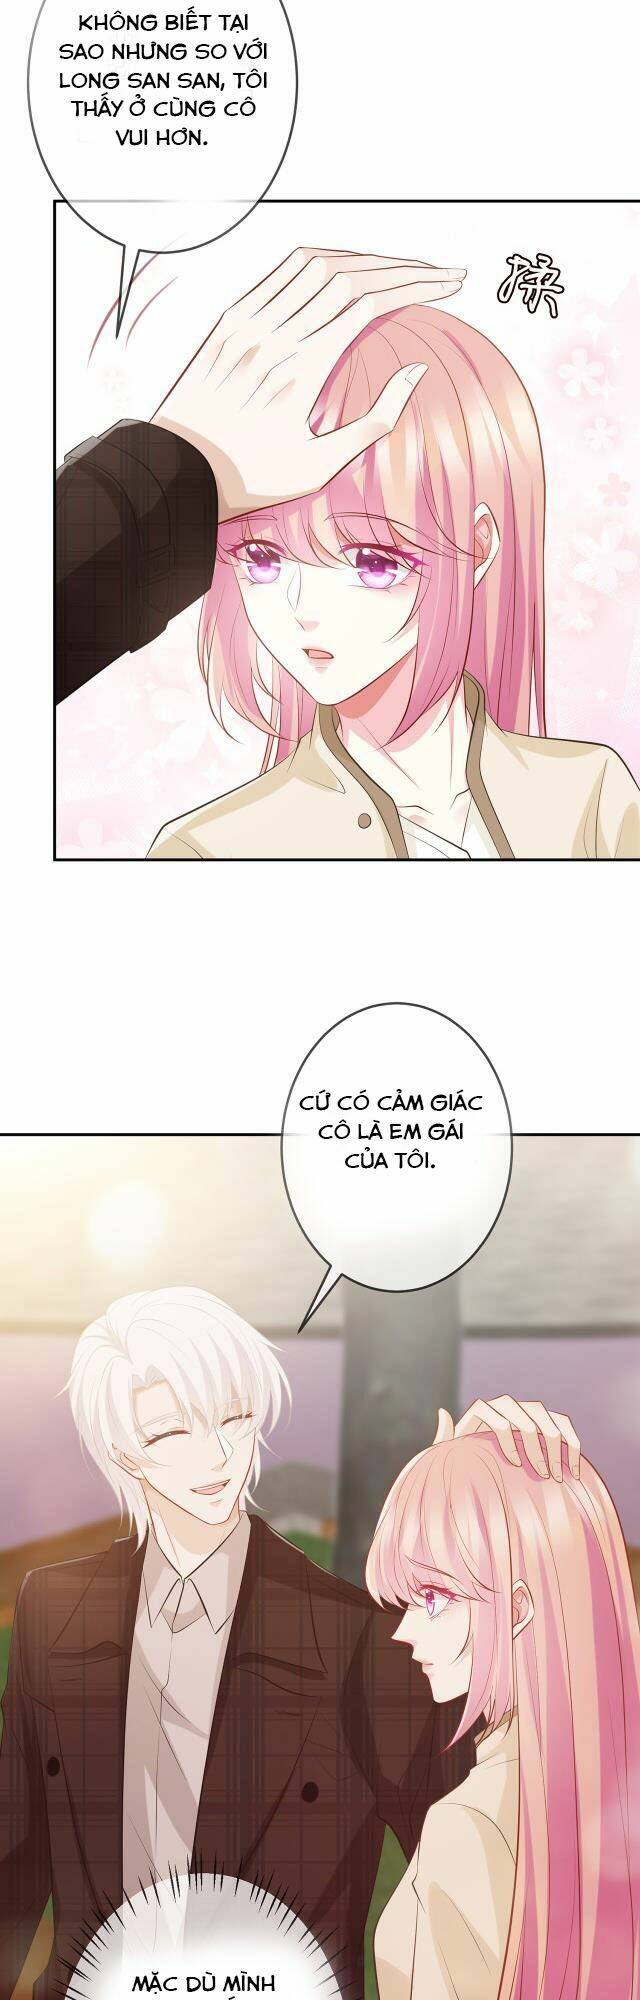 KHÔNG BIẾT TẠI
SAO NHƯNG SO VỚI
LONG SAN SAN, TÔI
THẤY Ở CÙNG CÔ
VUI HƠN.
揉
CỨ CÓ CẢM GIÁC
CÔ LÀ EM GÁI
CỦA TÔI.
MẶC DÙ MÌNH